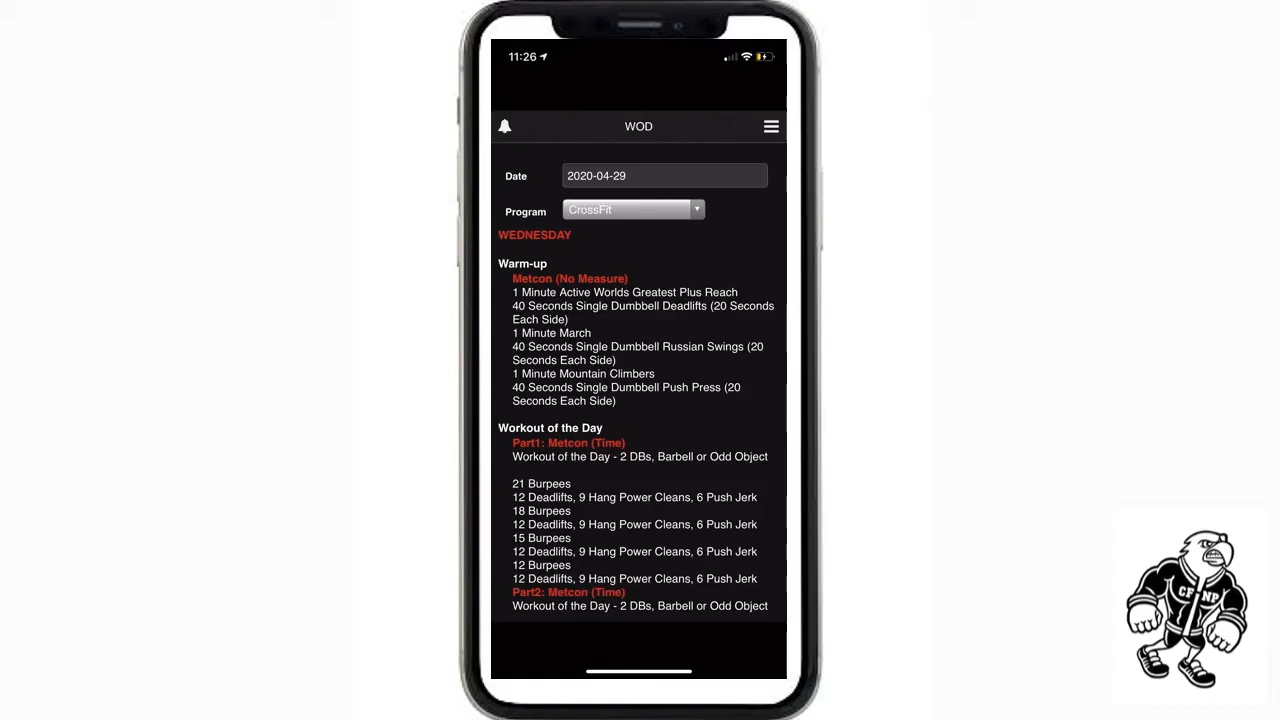 11:26
WOD
Date
2020-04-29
Program
CrossFit
WEDNESDAY
Warm-up
Metcon (No Measure)
1 Minute Active Worlds Greatest Plus Reach
40 Seconds Single Dumbbell Deadlifts (20 Seconds
Each Side)
1 Minute March
40 Seconds Single Dumbbell Russian Swings (20
Seconds Each Side)
1 Minute Mountain Climbers
40 Seconds Single Dumbbell Push Press (20
Seconds Each Side)
Workout of the Day
Part1: Metcon (Time)
Workout of the Day - 2 DBs, Barbell or Odd Object
21 Burpees
12 Deadlifts, 9 Hang Power Cleans, 6 Push Jerk
18 Burpees
12 Deadlifts, 9 Hang Power Cleans, 6 Push Jerk
15 Burpees
12 Deadlifts, 9 Hang Power Cleans, 6 Push Jerk
12 Burpees
12 Deadlifts, 9 Hang Power Cleans, 6 Push Jerk
Part2: Metcon (Time)
Workout of the Day - 2 DBs, Barbell or Odd Object